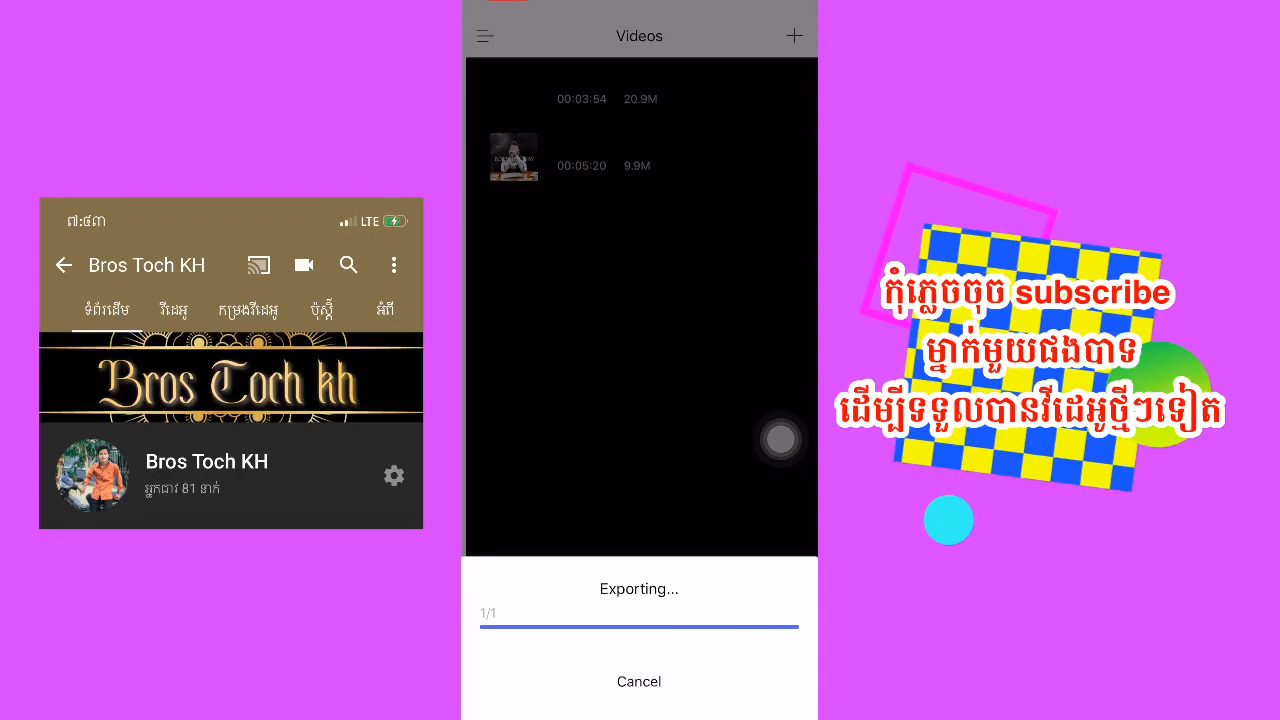 ៧:៤៣
LTE
Bros Toch KH
ទំព័រដើម វីដេអូ កម្រងវីដេអូ ប៉ុស្តិ៍ អំពី
Bros Toch kh
Bros Toch KH
អ្នកជាវ 81 នាក់
Videos
00:03:54 20.9M
00:05:20 9.9M
Exporting...
1/1
Cancel
កុំភ្លេចចុច subscribe
ម្នាក់មួយផងបាទ
ដើម្បីទទួលបានវីដេអូថ្មីៗទៀត